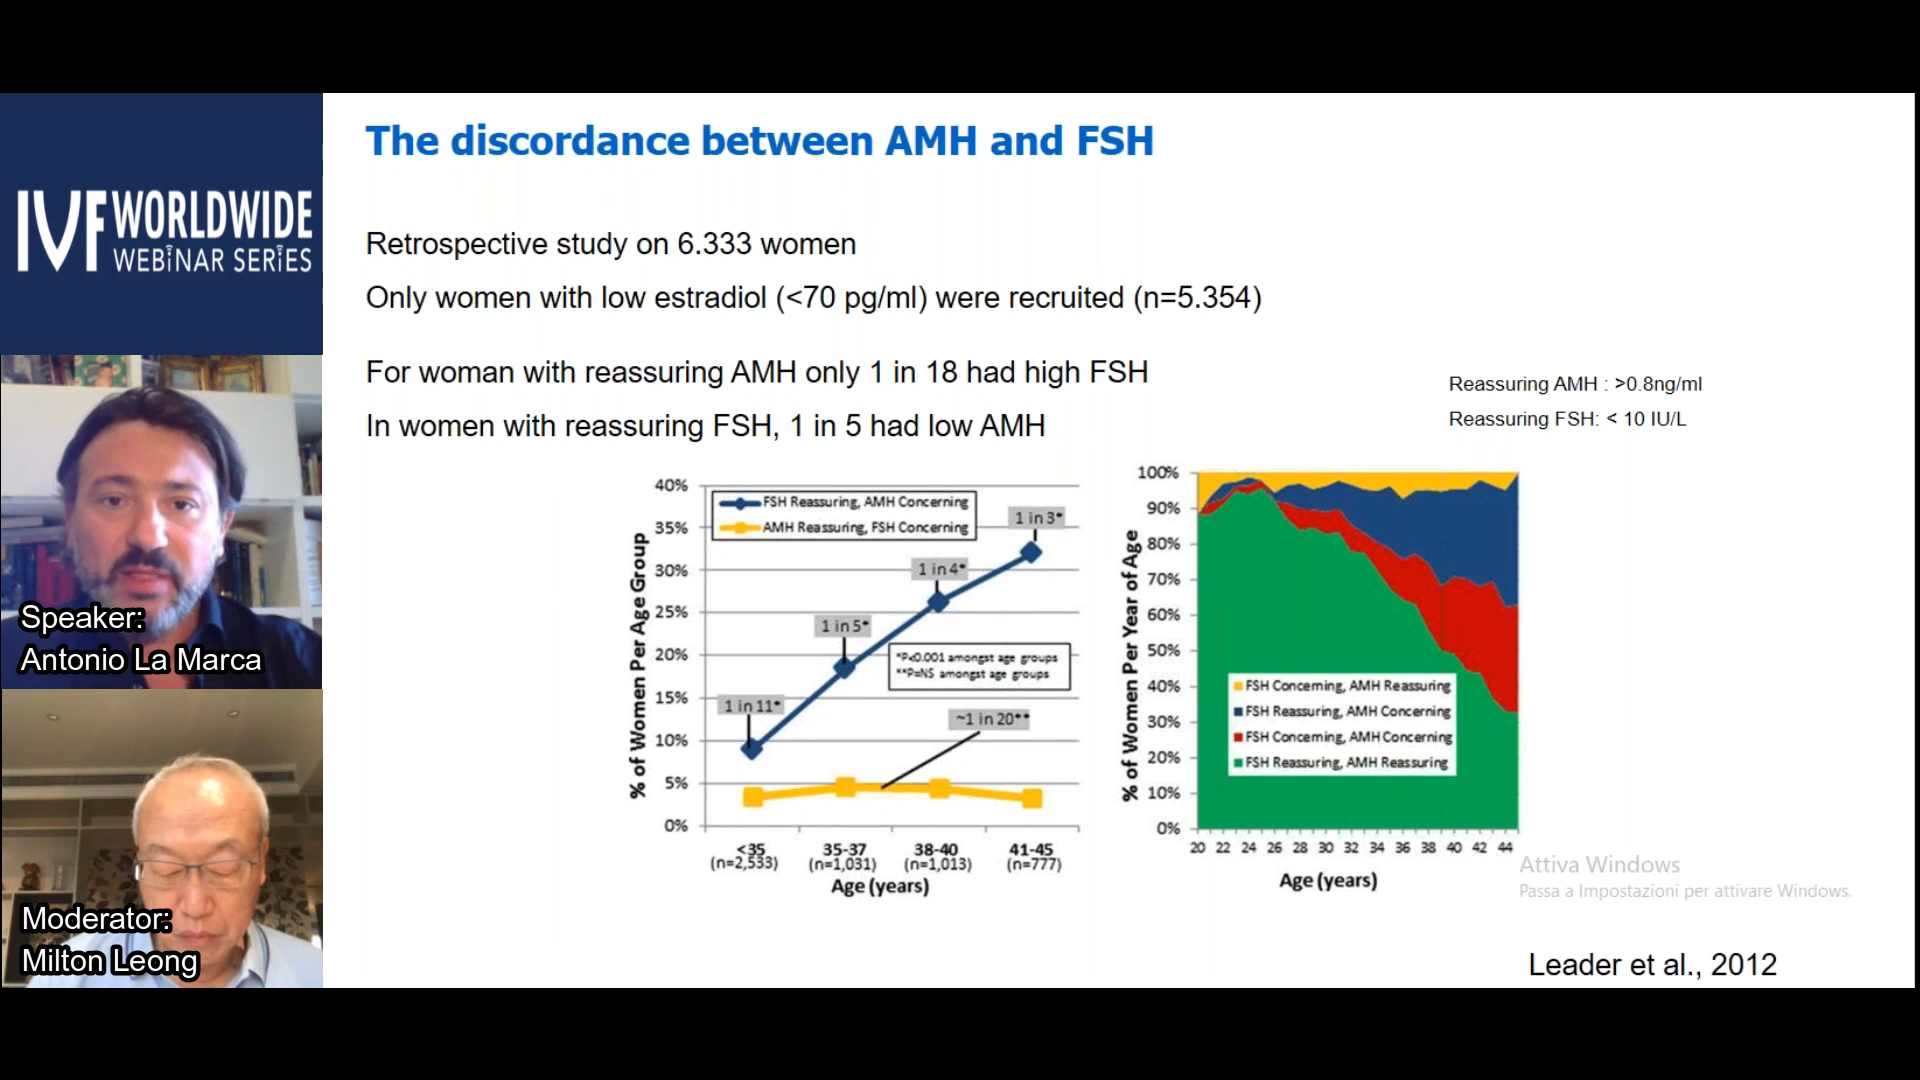 IVF WORLDWIDE
WEBINAR SERIES
Speaker:
Antonio La Marca
Moderator:
Milton Leong
The discordance between AMH and FSH
Retrospective study on 6.333 women
Only women with low estradiol (<70 pg/ml) were recruited (n=5.354)
For woman with reassuring AMH only 1 in 18 had high FSH
In women with reassuring FSH, 1 in 5 had low AMH
Reassuring AMH : >0.8ng/ml
Reassuring FSH: < 10 IU/L
% of Women Per Age Group
40%
35%
30%
25%
20%
15%
10%
5%
0%
FSH Reassuring, AMH Concerning
AMH Reassuring, FSH Concerning
1 in 11*
1 in 5*
1 in 4*
1 in 3*
*P<0.001 amongst age groups
**P=NS amongst age groups
~1 in 20**
<35 35-37 38-40 41-45
(n=2,533) (n=1,031) (n=1,013) (n=777)
Age (years)
% of Women Per Year of Age
100%
90%
80%
70%
60%
50%
40%
30%
20%
10%
0%
FSH Concerning, AMH Reassuring
FSH Reassuring, AMH Concerning
FSH Concerning, AMH Concerning
FSH Reassuring, AMH Reassuring
20 22 24 26 28 30 32 34 36 38 40 42 44
Age (years)
Attiva Windows
Passa a Impostazioni per attivare Windows.
Leader et al., 2012